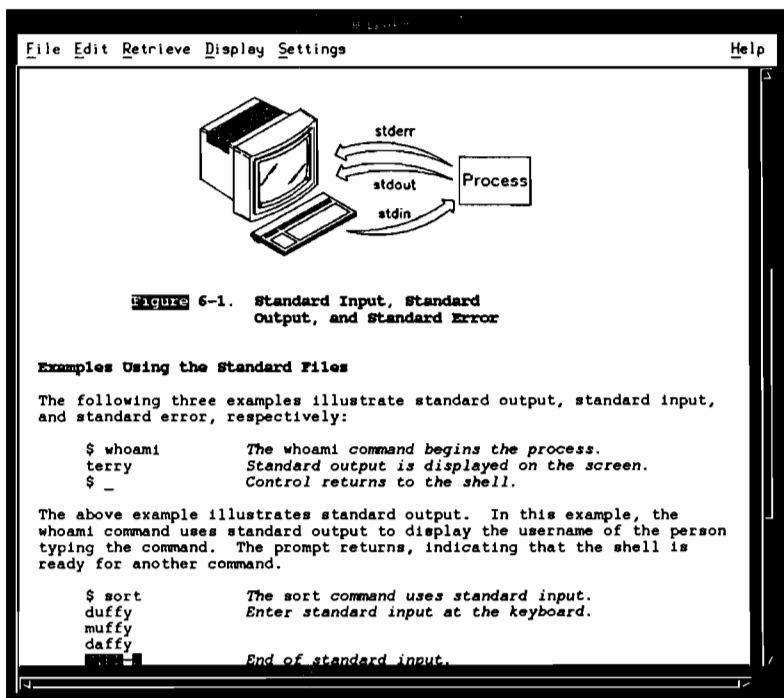 File Edit Retrieve Display Settings Help
stderr
stdout
stdin
Process
Figure 6-1. Standard Input, Standard
Output, and Standard Error
Examples Using the Standard Files
The following three examples illustrate standard output, standard input,
and standard error, respectively:
$ whoami The whoami command begins the process.
terry Standard output is displayed on the screen.
$ _ Control returns to the shell.
The above example illustrates standard output. In this example, the
whoami command uses standard output to display the username of the person
typing the command. The prompt returns, indicating that the shell is
ready for another command.
$ sort The sort command uses standard input.
duffy Enter standard input at the keyboard.
muffy
daffy
End of standard input.